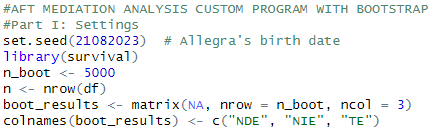 #AFT MEDIATION ANALYSIS CUSTOM PROGRAM WITH BOOTSTRAP
#Part I: Settings
set.seed(21082023)  # Allegra's birth date
library(survival)
n_boot <- 5000
n <- nrow(df)
boot_results <- matrix(NA, nrow = n_boot, ncol = 3)
colnames(boot_results) <- c("NDE", "NIE", "TE")